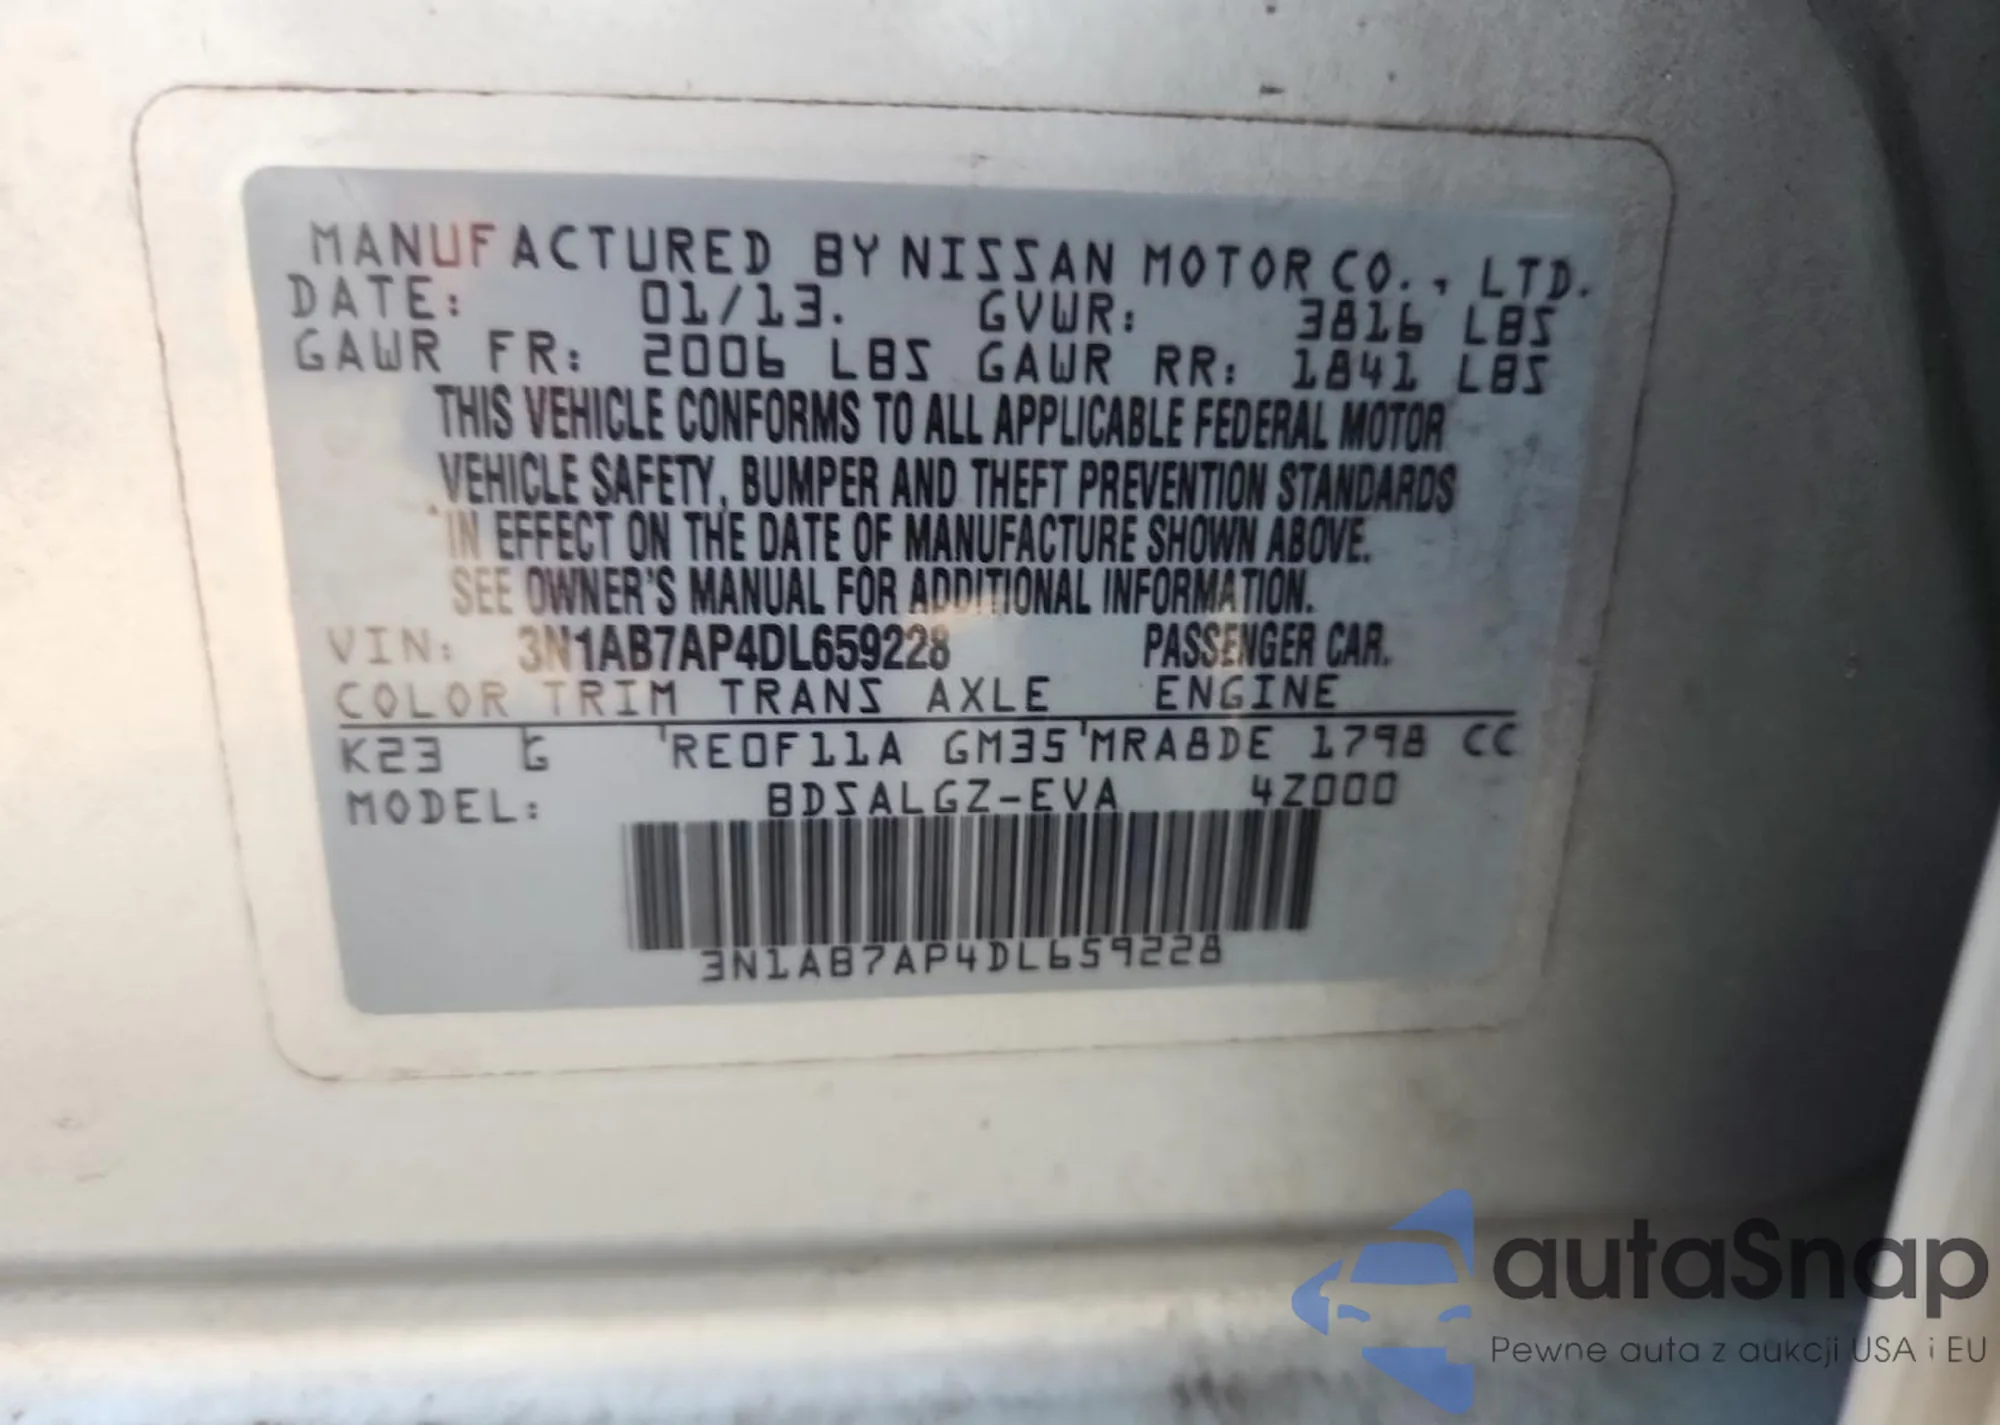 MANUFACTURED BY NISSAN MOTOR CO., LTD.
DATE: 01/13. GVWR: 3816 LBS
GAWR FR: 2006 LBS GAWR RR: 1841 LBS
THIS VEHICLE CONFORMS TO ALL APPLICABLE FEDERAL MOTOR
VEHICLE SAFETY, BUMPER AND THEFT PREVENTION STANDARDS
IN EFFECT ON THE DATE OF MANUFACTURE SHOWN ABOVE.
SEE OWNER'S MANUAL FOR ADDITIONAL INFORMATION.
VIN: 3N1AB7AP4DL659228 PASSENGER CAR.
COLOR TRIM TRANS AXLE ENGINE
K23 G RE0F11A GM35 MRA8DE 1798 CC
MODEL: BDSALGZ-EVA 4Z000
3N1AB7AP4DL659228
autaSnap
Pewne auta z aukcji USA i EU